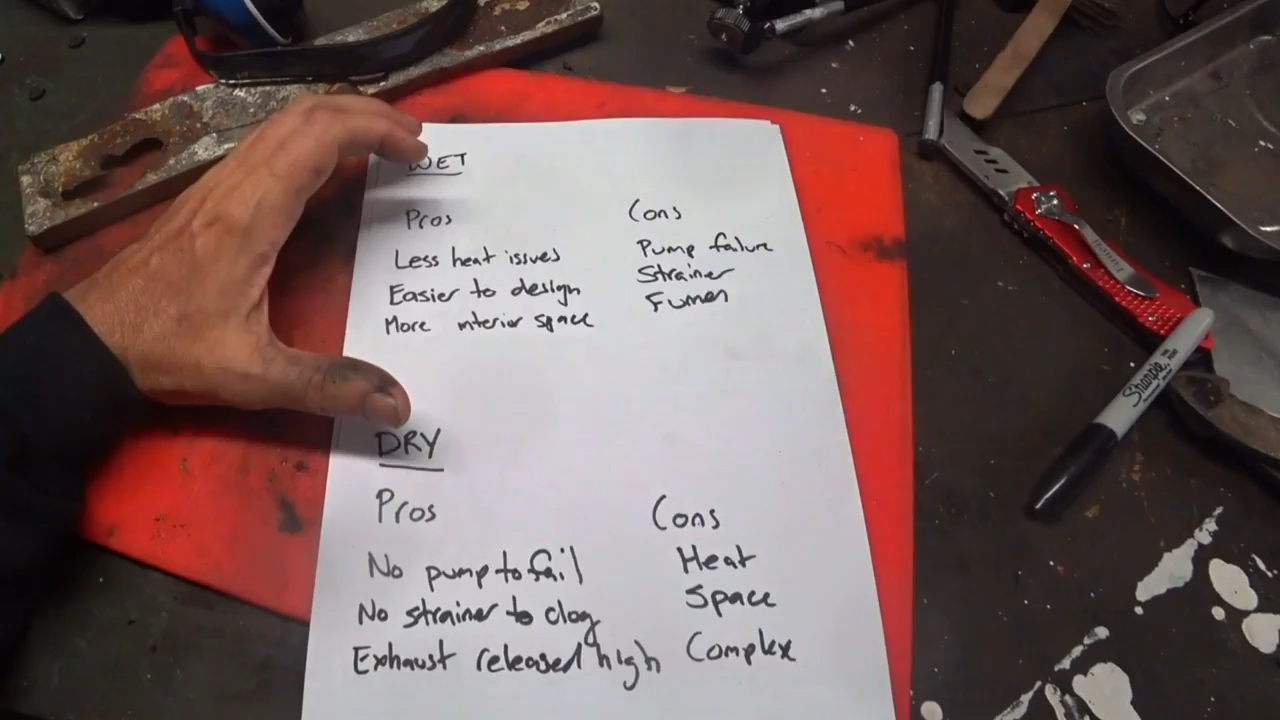 WET
Pros
Cons
Less heat issues
Easier to design
More interior space
Pump failure
Strainer
Fumes
DRY
Pros
Cons
No pump to fail
No strainer to clog
Exhaust released high
Heat
Space
Complex
Sharpie